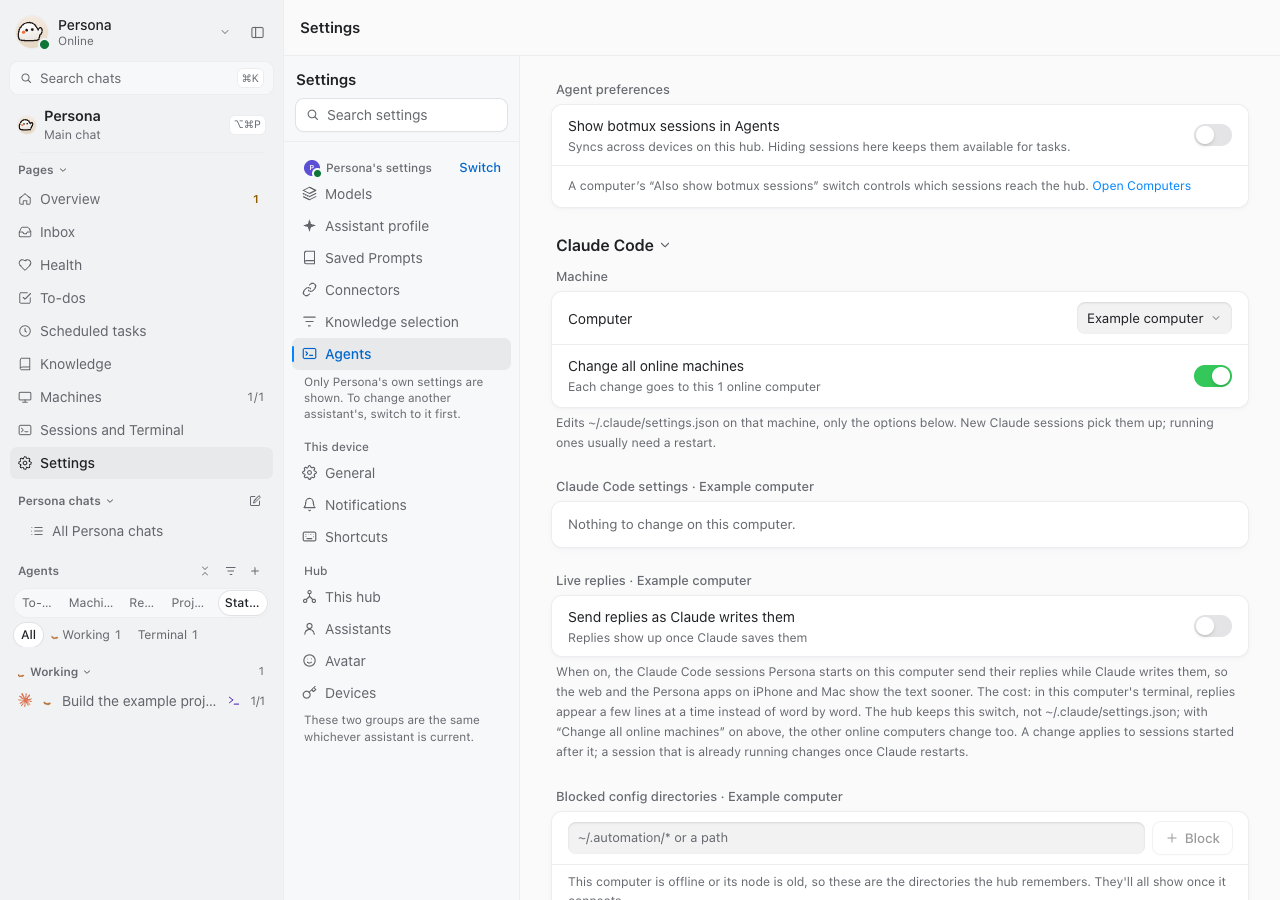 Persona
Online
Search chats
⌘K
Persona
Main chat
⌥⌘P
Pages
Overview
1
Inbox
Health
To-dos
Scheduled tasks
Knowledge
Machines
1/1
Sessions and Terminal
Settings
Persona chats
All Persona chats
Agents
To-...
Machi...
Re...
Proj...
Stat...
All
Working 1
Terminal 1
Working
1
Build the example proj...
1/1
Settings
Settings
Search settings
P
Persona's settings
Switch
Models
Assistant profile
Saved Prompts
Connectors
Knowledge selection
Agents
Only Persona's own settings are
shown. To change another
assistant's, switch to it first.
This device
General
Notifications
Shortcuts
Hub
This hub
Assistants
Avatar
Devices
These two groups are the same
whichever assistant is current.
Agent preferences
Show botmux sessions in Agents
Syncs across devices on this hub. Hiding sessions here keeps them available for tasks.
A computer's “Also show botmux sessions” switch controls which sessions reach the hub. Open Computers
Claude Code
Machine
Computer
Example computer
Change all online machines
Each change goes to this 1 online computer
Edits ~/.claude/settings.json on that machine, only the options below. New Claude sessions pick them up; running
ones usually need a restart.
Claude Code settings · Example computer
Nothing to change on this computer.
Live replies · Example computer
Send replies as Claude writes them
Replies show up once Claude saves them
When on, the Claude Code sessions Persona starts on this computer send their replies while Claude writes them, so
the web and the Persona apps on iPhone and Mac show the text sooner. The cost: in this computer's terminal, replies
appear a few lines at a time instead of word by word. The hub keeps this switch, not ~/.claude/settings.json; with
“Change all online machines” on above, the other online computers change too. A change applies to sessions started
after it; a session that is already running changes once Claude restarts.
Blocked config directories · Example computer
~/.automation/* or a path
+ Block
This computer is offline or its node is old, so these are the directories the hub remembers. They'll all show once it